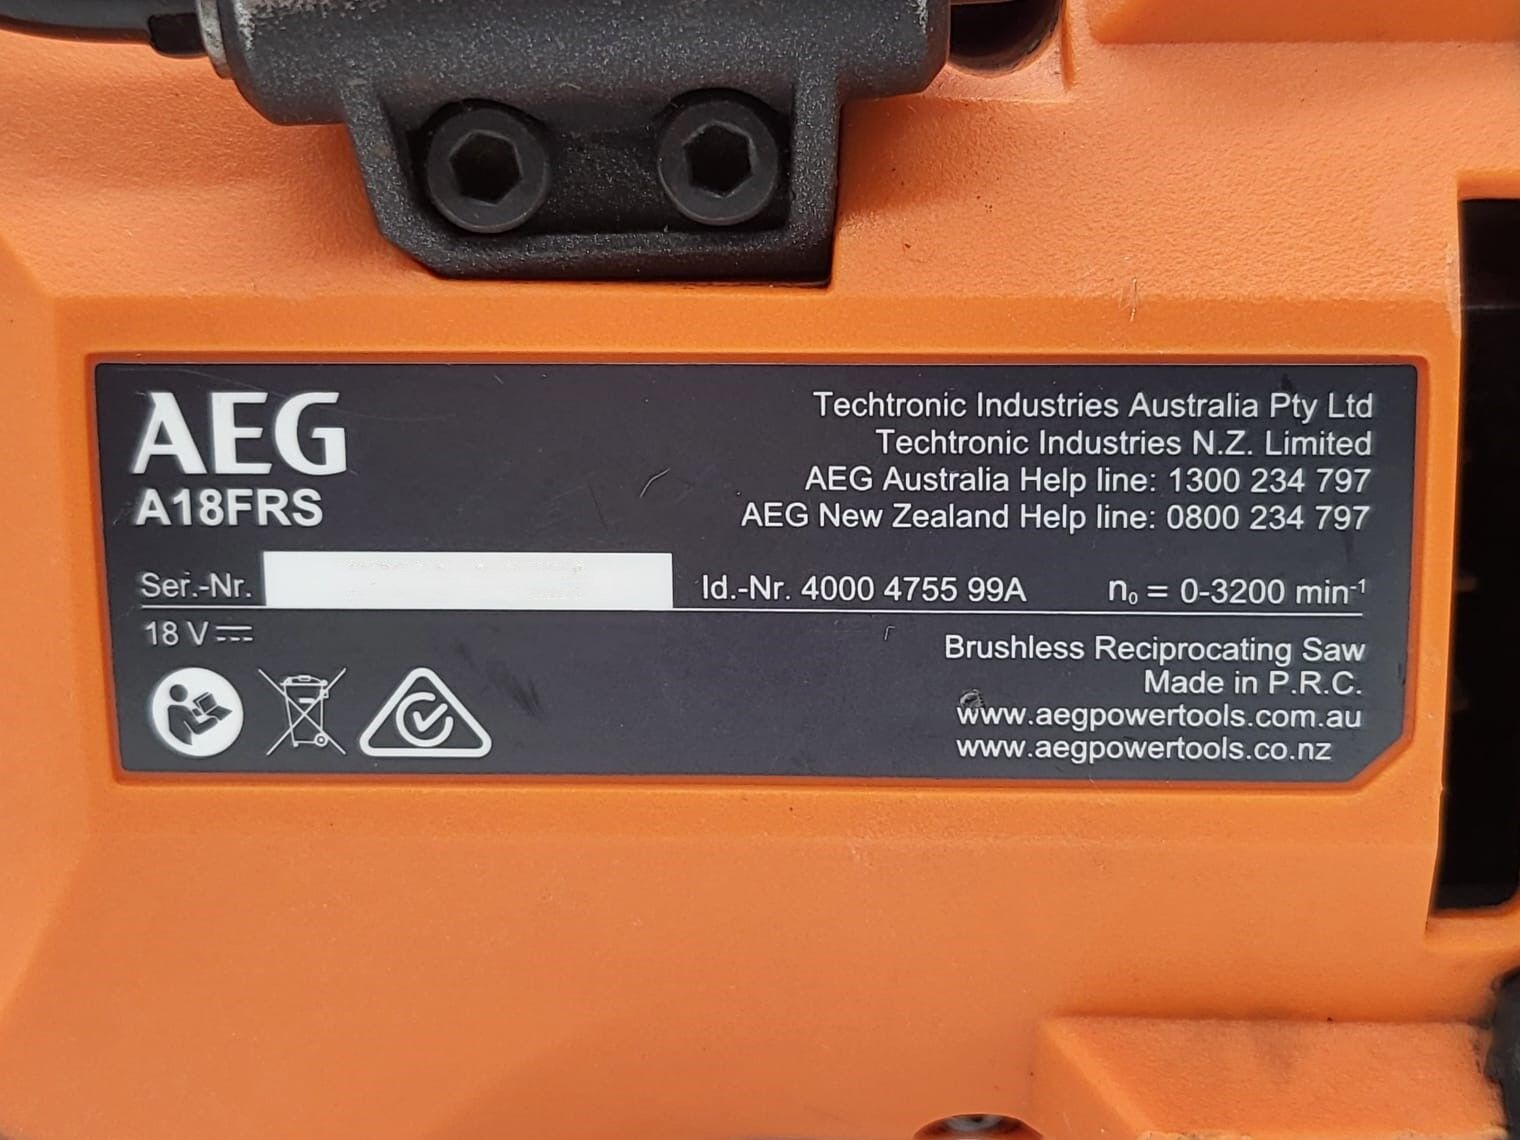 AEG
A18FRS
Techtronic Industries Australia Pty Ltd
Techtronic Industries N.Z. Limited
AEG Australia Help line: 1300 234 797
AEG New Zealand Help line: 0800 234 797
Ser.-Nr.
Id.-Nr. 4000 4755 99A
n₀ = 0-3200 min⁻¹
18 V
Brushless Reciprocating Saw
Made in P.R.C.
www.aegpowertools.com.au
www.aegpowertools.co.nz